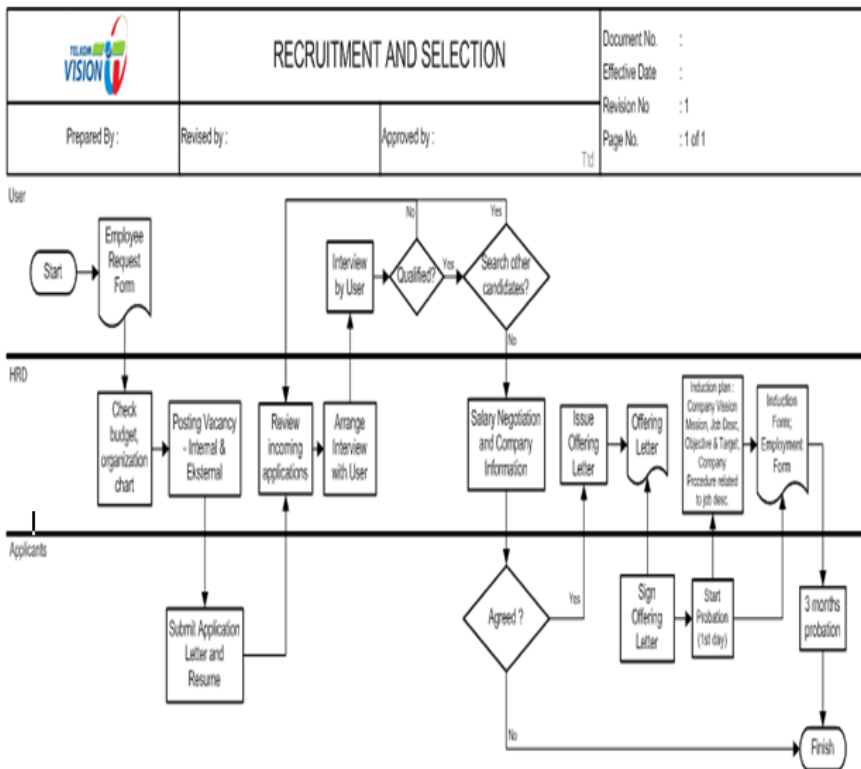 TELKOM
VISION
RECRUITMENT AND SELECTION
Document No. :
Effective Date :
Revision No : 1
Page No. : 1 of 1
Prepared By :
Revised by :
Approved by :
Ttd
User
Start
Employee
Request
Form
Interview
by User
Qualified?
No
Yes
Search other
candidates?
Yes
No
HRD
Check
budget,
organization
chart
Posting Vacancy
- Internal &
Eksternal
Review
incoming
applications
Arrange
Interview
with User
Salary Negotiation
and Company
Information
Issue
Offering
Letter
Offering
Letter
Induction plan :
Company Vission
Mission, Job Desc,
Objective & Target,
Company
Procedure related
to job desc.
Induction
Form;
Employment
Form
Applicants
Submit Application
Letter and
Resume
Agreed ?
Yes
No
Sign
Offering
Letter
Start
Probation
(1st day)
3 months
probation
Finish